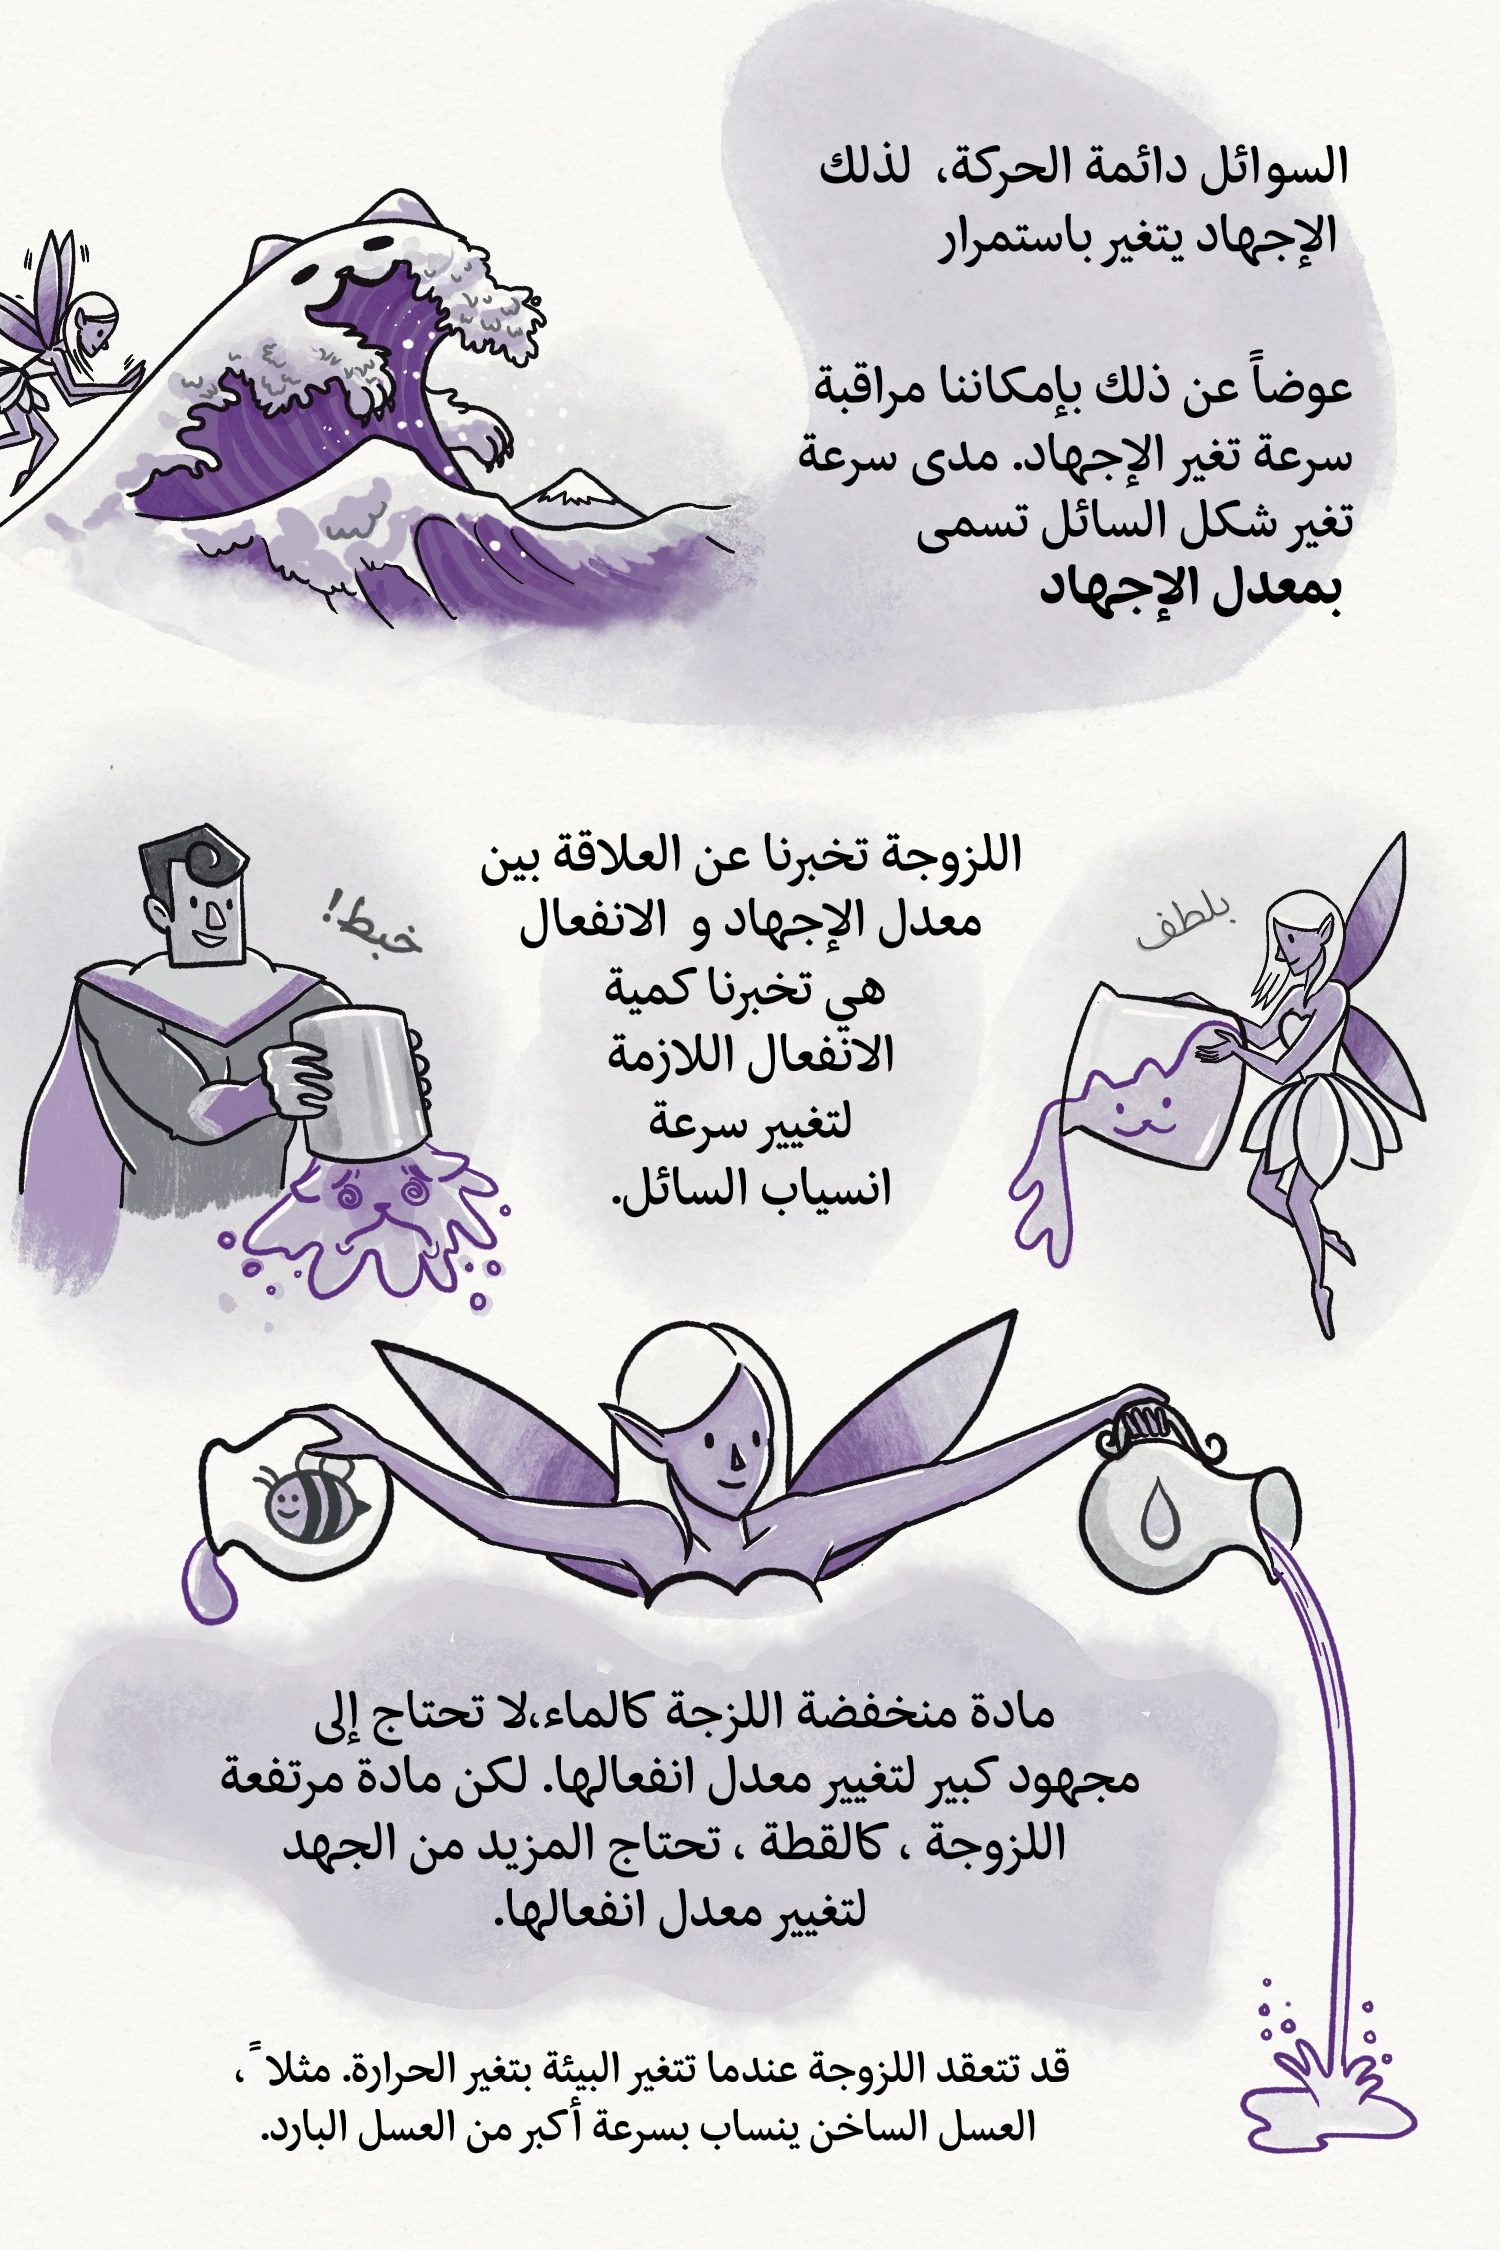 السوائل دائمة الحركة، لذلك
الإجهاد يتغير باستمرار
عوضاً عن ذلك بإمكاننا مراقبة
سرعة تغير الإجهاد. مدى سرعة
تغير شكل السائل تسمى
بمعدل الإجهاد
بلطف
اللزوجة تخبرنا عن العلاقة بين
معدل الإجهاد و الانفعال
هي تخبرنا كمية
الانفعال اللازمة
لتغيير سرعة
انسياب السائل.
خبط!
مادة منخفضة اللزجة كالماء،لا تحتاج إلى
مجهود كبير لتغيير معدل انفعالها. لكن مادة مرتفعة
اللزوجة ، كالقطة ، تحتاج المزيد من الجهد
لتغيير معدل انفعالها.
قد تتعقد اللزوجة عندما تتغير البيئة بتغير الحرارة. مثلا ً،
العسل الساخن ينساب بسرعة أكبر من العسل البارد.